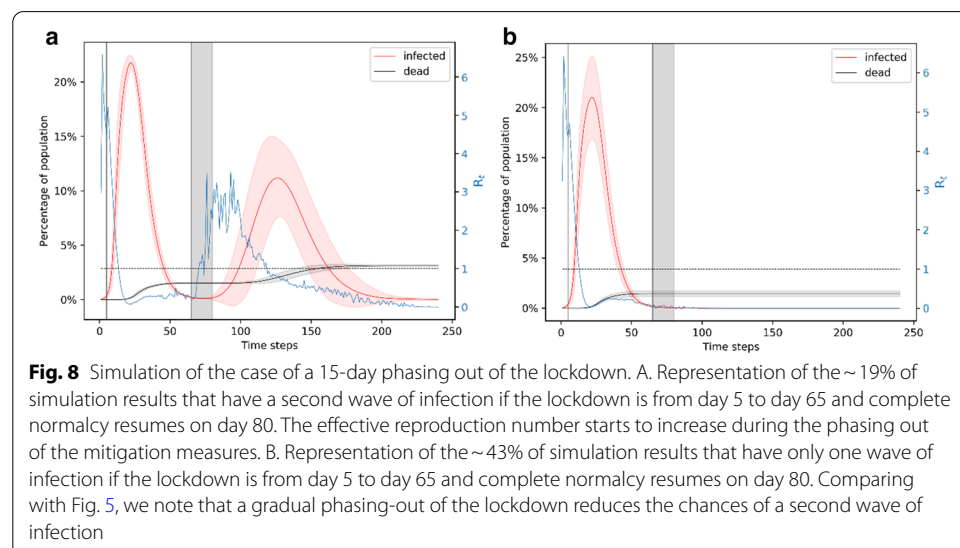 a
b
infected
dead
infected
dead
20%
15%
10%
5%
0%
Percentage of population
6
5
4
3
2
1
0
Rt
0
50
100
150
200
250
Time steps
25%
20%
15%
10%
5%
0%
Percentage of population
6
5
4
3
2
1
0
Rt
0
50
100
150
200
250
Time steps
Fig. 8 Simulation of the case of a 15-day phasing out of the lockdown. A. Representation of the ~ 19% of
simulation results that have a second wave of infection if the lockdown is from day 5 to day 65 and complete
normalcy resumes on day 80. The effective reproduction number starts to increase during the phasing out
of the mitigation measures. B. Representation of the ~ 43% of simulation results that have only one wave of
infection if the lockdown is from day 5 to day 65 and complete normalcy resumes on day 80. Comparing
with Fig. 5, we note that a gradual phasing-out of the lockdown reduces the chances of a second wave of
infection